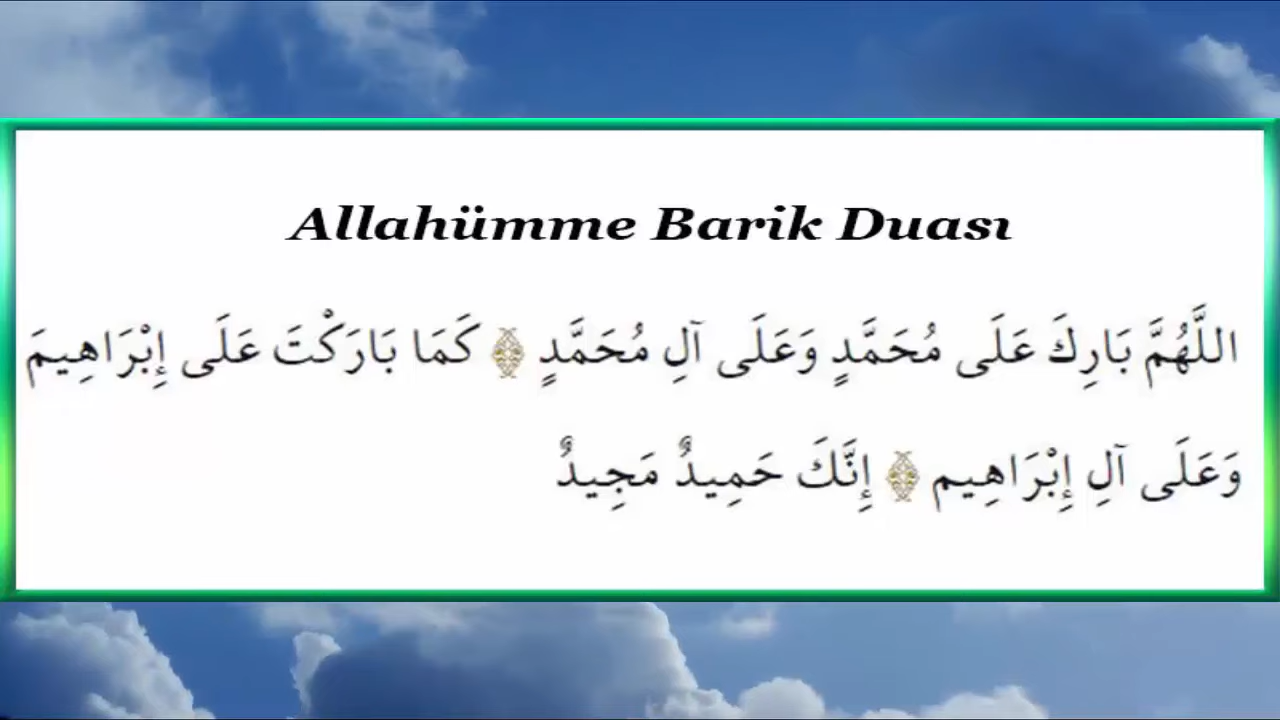 Allahümme Barik Duası
اللَّهُمَّ بَارِكَ عَلَى مُحَمَّدٍ وَعَلَى آلِ مُحَمَّدٍ ۞ كَمَا بَارَكْتَ عَلَى إِبْرَاهِيمَ
وَعَلَى آلِ إِبْرَاهِيم ۞ إِنَّكَ حَمِيدٌ مَجِيدٌ